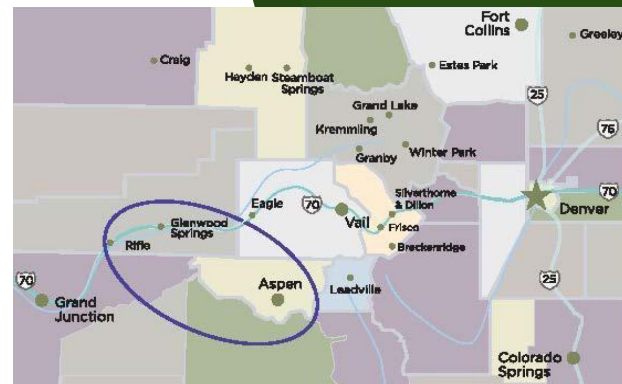 Fort
Collins
Greeley
Craig
Hayden
Steamboat
Springs
Estes Park
25
Grand Lake
Kremmling
76
Granby
Winter Park
Silverthorne
& Dillon
70
Eagle
70
Vail
Denver
Glenwood
Springs
Frisco
Rifle
Breckenridge
70
Aspen
Leadville
25
Grand
Junction
Colorado
Springs